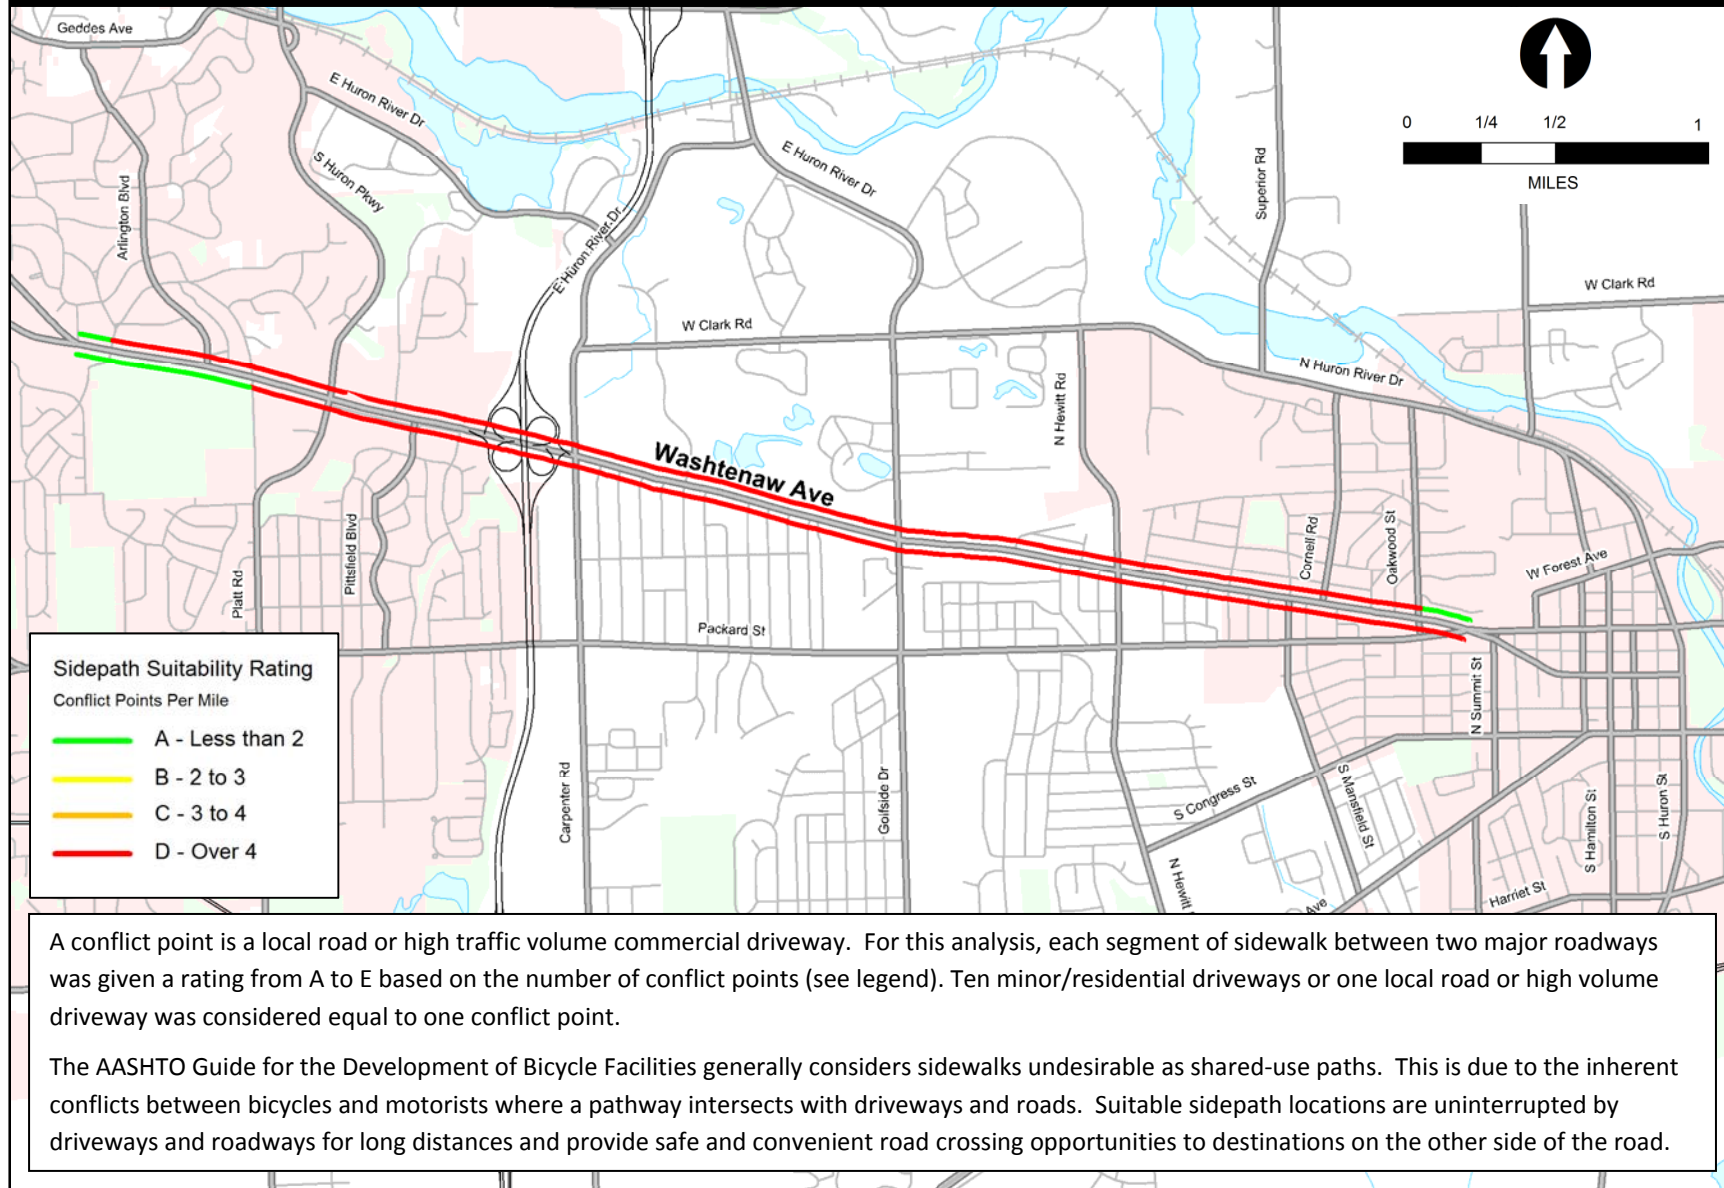 Geddes Ave
E Huron River Dr
S Huron Pkwy
Arlington Blvd
E Huron River Dr
E Huron River Dr
Superior Rd
0 1/4 1/2 1
MILES
W Clark Rd
W Clark Rd
N Huron River Dr
N Hewitt Rd
Washtenaw Ave
Cornell Rd
Oakwood St
W Forest Ave
Platt Rd
Pittsfield Blvd
Packard St
N Summit St
Carpenter Rd
Golfside Dr
S Congress St
S Mansfield St
S Hamilton St
S Huron St
N Hewitt
Harriet St
Ave
Sidepath Suitability Rating
Conflict Points Per Mile
A - Less than 2
B - 2 to 3
C - 3 to 4
D - Over 4
A conflict point is a local road or high traffic volume commercial driveway. For this analysis, each segment of sidewalk between two major roadways
was given a rating from A to E based on the number of conflict points (see legend). Ten minor/residential driveways or one local road or high volume
driveway was considered equal to one conflict point.
The AASHTO Guide for the Development of Bicycle Facilities generally considers sidewalks undesirable as shared-use paths. This is due to the inherent
conflicts between bicycles and motorists where a pathway intersects with driveways and roads. Suitable sidepath locations are uninterrupted by
driveways and roadways for long distances and provide safe and convenient road crossing opportunities to destinations on the other side of the road.